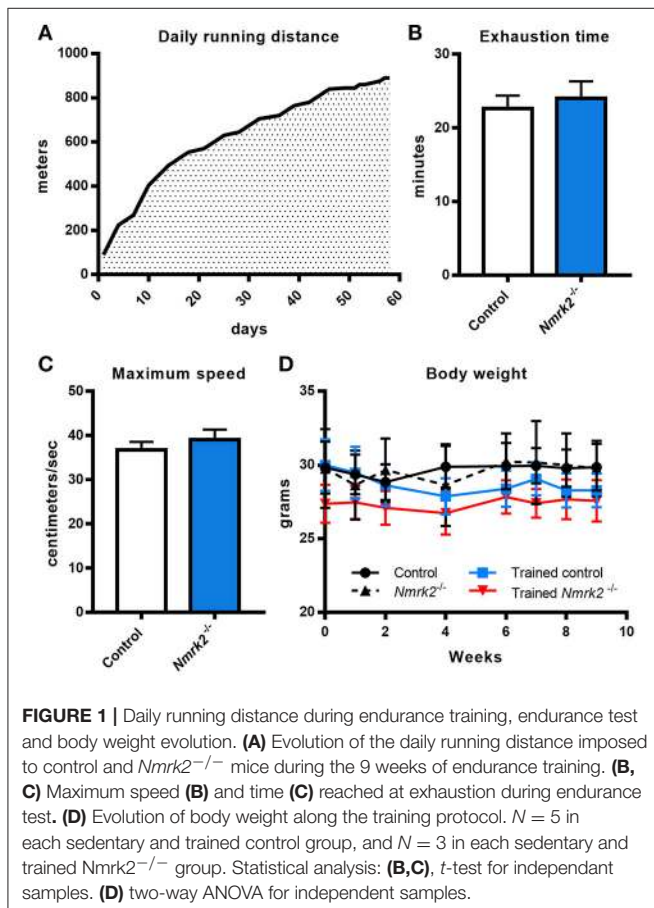 A
Daily running distance
1000
800
600
400
200
0
meters
0 10 20 30 40 50 60
days
B
Exhaustion time
30
20
10
0
minutes
Control
Nmrk2-/-
C
Maximum speed
50
40
30
20
10
0
centimeters/sec
Control
Nmrk2-/-
D
Body weight
35
30
25
20
grams
Control
Nmrk2-/-
Trained control
Trained Nmrk2 -/-
0 2 4 6 8 10
Weeks
FIGURE 1 | Daily running distance during endurance training, endurance test
and body weight evolution. (A) Evolution of the daily running distance imposed
to control and Nmrk2−/− mice during the 9 weeks of endurance training. (B,
C) Maximum speed (B) and time (C) reached at exhaustion during endurance
test. (D) Evolution of body weight along the training protocol. N = 5 in
each sedentary and trained control group, and N = 3 in each sedentary and
trained Nmrk2−/− group. Statistical analysis: (B,C), t-test for independant
samples. (D) two-way ANOVA for independent samples.